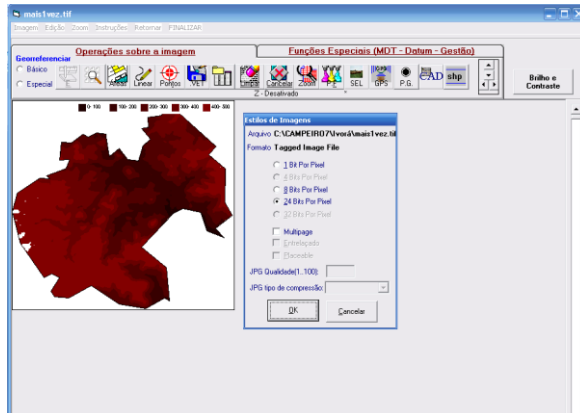 mais1vez.tif
Imagem Edição Zoom Instruções Retornar FINALIZAR
Operações sobre a imagem
Funções Especiais (MDT - Datum - Gestão)
Georreferenciar
Básico
Especial
Áreas Linear Pontos .VET Limpar Cancelar Zoom P.E. SEL GPS P.G. CAD shp
Z - Desativado
Brilho e
Contraste
0- 100 100- 200 200- 300 300- 400 400- 500
Estilos de Imagens
Arquivo C:\CAMPEIRO7\Ivorá\mais1vez.tif
Formato Tagged Image File
1 Bit Por Pixel
4 Bits Por Pixel
8 Bits Por Pixel
24 Bits Por Pixel
32 Bits Por Pixel
Multipage
Entrelaçado
Placeable
JPG Qualidade(1..100):
JPG tipo de compressão:
OK Cancelar